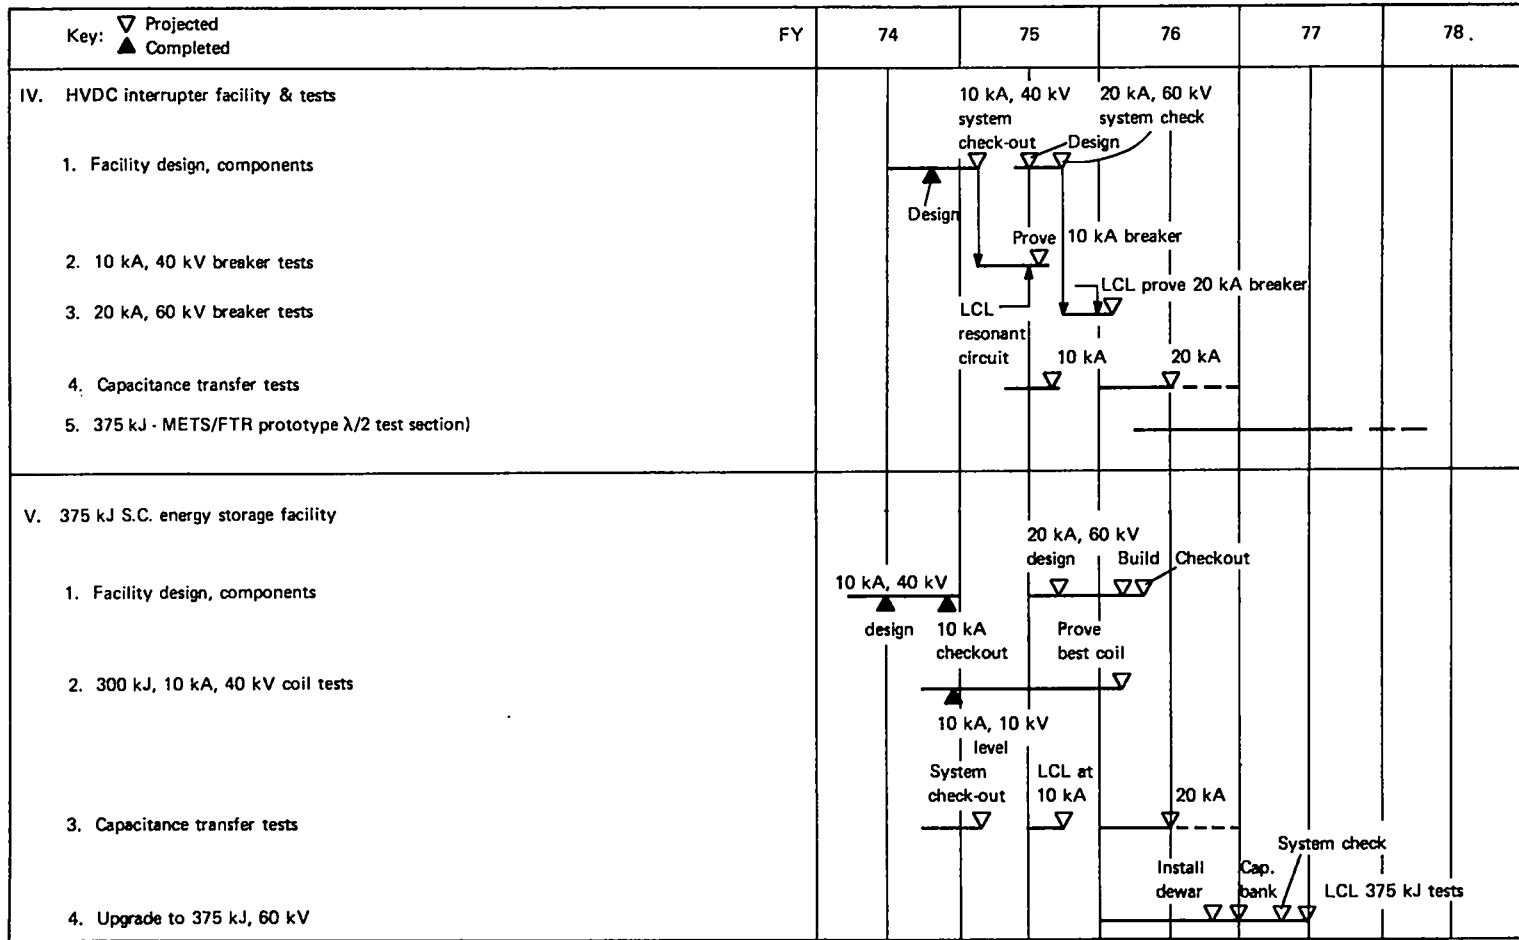 Key: ▽ Projected
▲ Completed
FY 74 75 76 77 78 .
IV. HVDC interrupter facility & tests
10 kA, 40 kV
system
check-out
20 kA, 60 kV
system check
Design
1. Facility design, components
Design
Prove 10 kA breaker
2. 10 kA, 40 kV breaker tests
LCL prove 20 kA breaker
3. 20 kA, 60 kV breaker tests
LCL
resonant
circuit
10 kA
20 kA
4. Capacitance transfer tests
5. 375 kJ - METS/FTR prototype λ/2 test section)
V. 375 kJ S.C. energy storage facility
20 kA, 60 kV
design
Build
Checkout
10 kA, 40 kV
1. Facility design, components
design
10 kA
checkout
Prove
best coil
2. 300 kJ, 10 kA, 40 kV coil tests
10 kA, 10 kV
level
System
check-out
LCL at
10 kA
20 kA
3. Capacitance transfer tests
System check
Install
dewar
Cap.
bank
LCL 375 kJ tests
4. Upgrade to 375 kJ, 60 kV